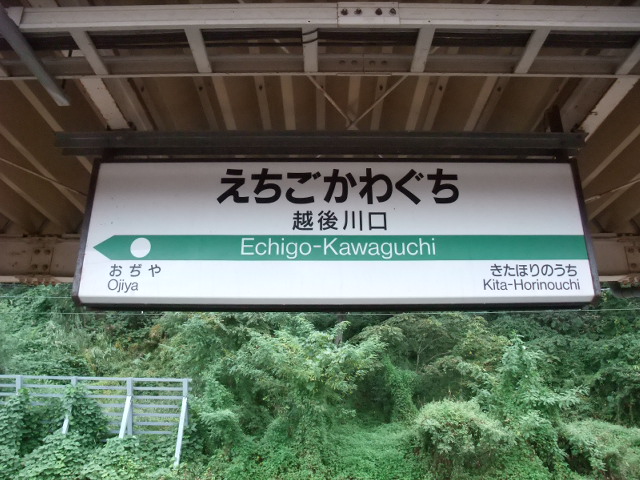 えちごかわぐち
越後川口
Echigo-Kawaguchi
おぢや
Ojiya
きたほりのうち
Kita-Horinouchi